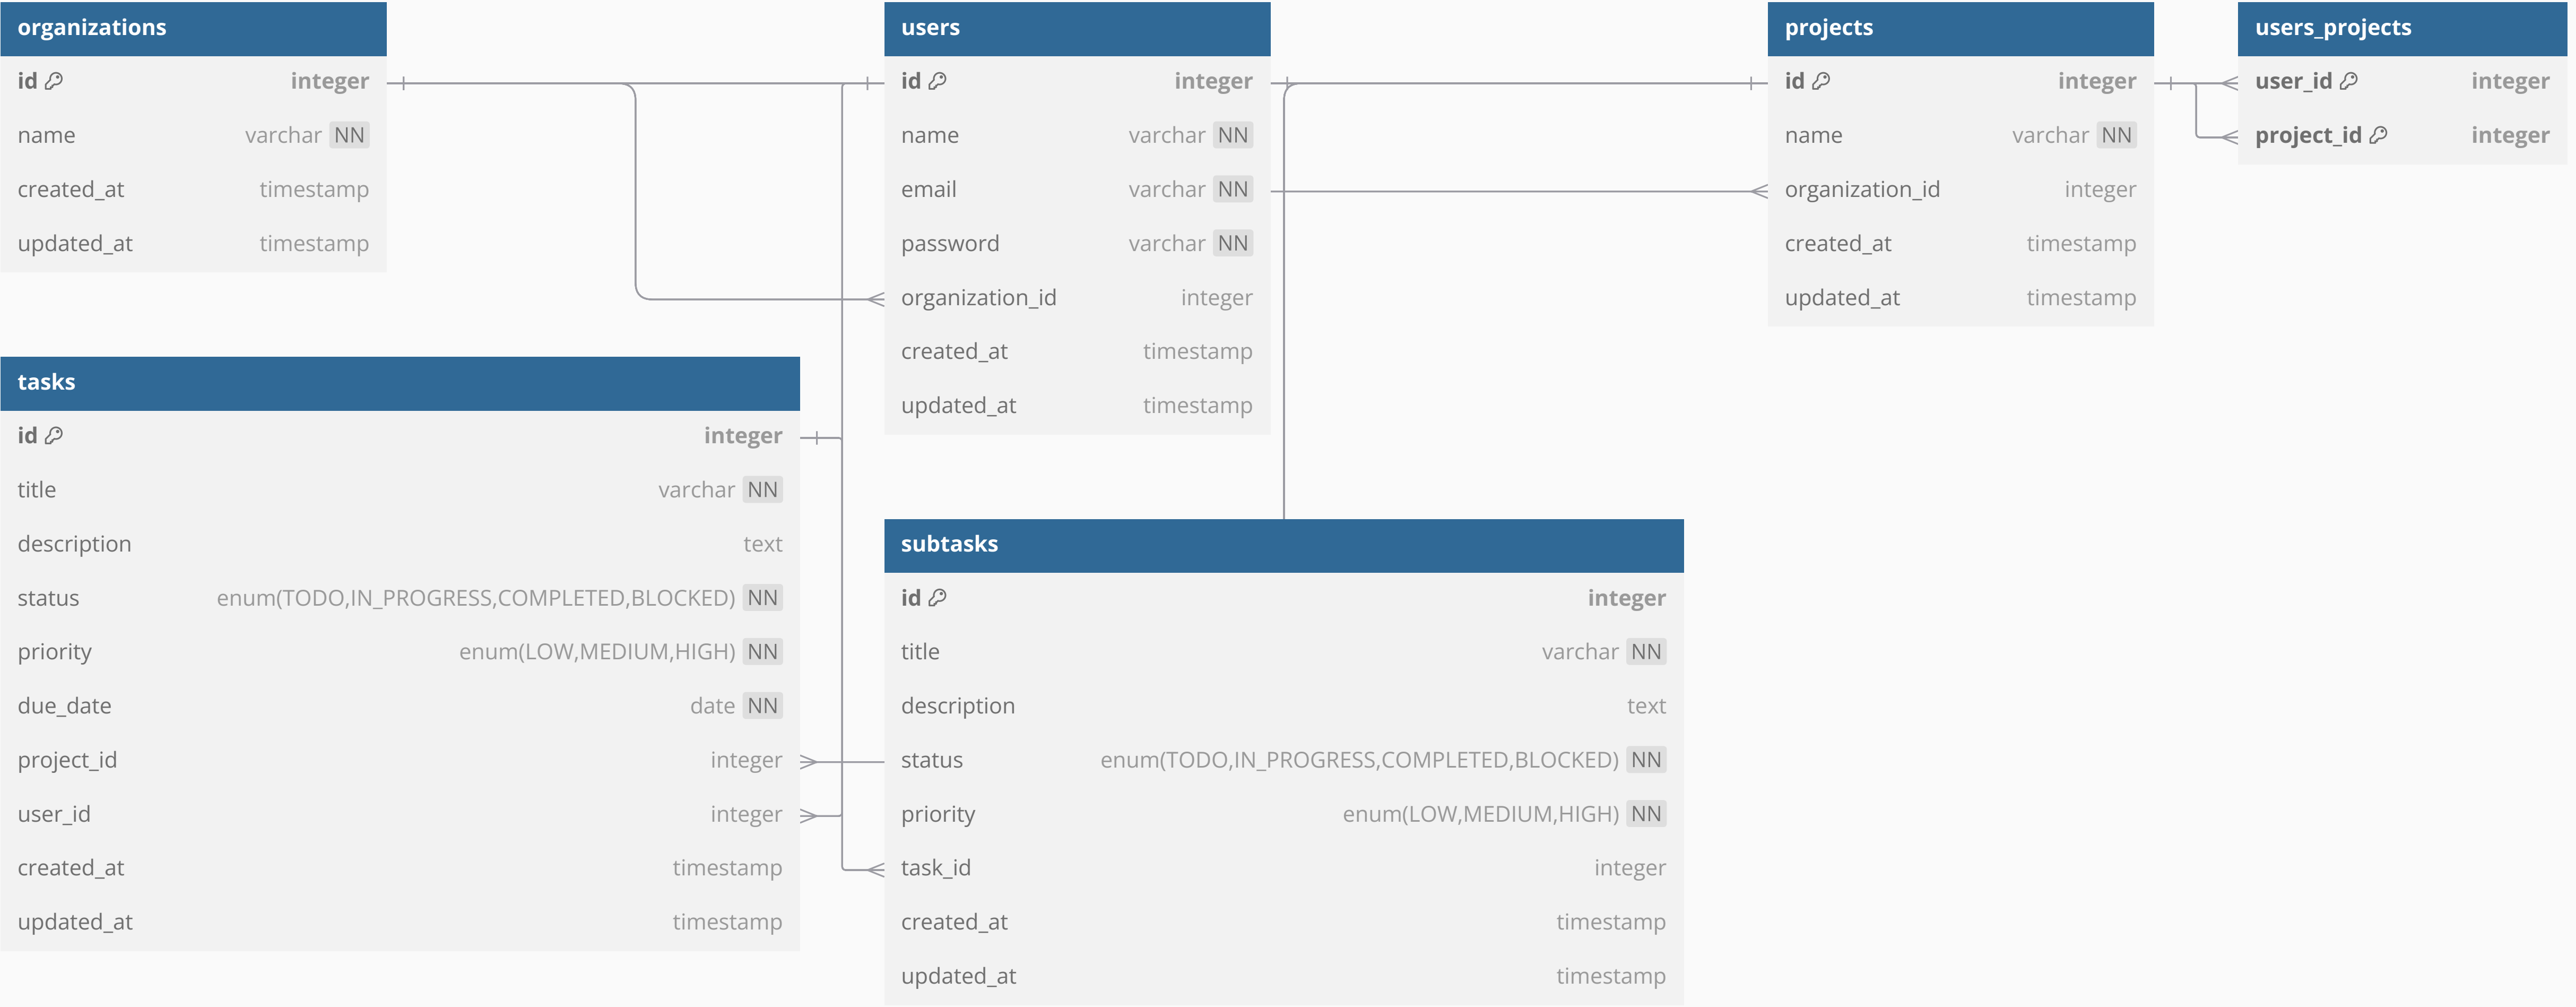 organizations
id integer
name varchar NN
created_at timestamp
updated_at timestamp
users
id integer
name varchar NN
email varchar NN
password varchar NN
organization_id integer
created_at timestamp
updated_at timestamp
projects
id integer
name varchar NN
organization_id integer
created_at timestamp
updated_at timestamp
users_projects
user_id integer
project_id integer
tasks
id integer
title varchar NN
description text
status enum(TODO,IN_PROGRESS,COMPLETED,BLOCKED) NN
priority enum(LOW,MEDIUM,HIGH) NN
due_date date NN
project_id integer
user_id integer
created_at timestamp
updated_at timestamp
subtasks
id integer
title varchar NN
description text
status enum(TODO,IN_PROGRESS,COMPLETED,BLOCKED) NN
priority enum(LOW,MEDIUM,HIGH) NN
task_id integer
created_at timestamp
updated_at timestamp